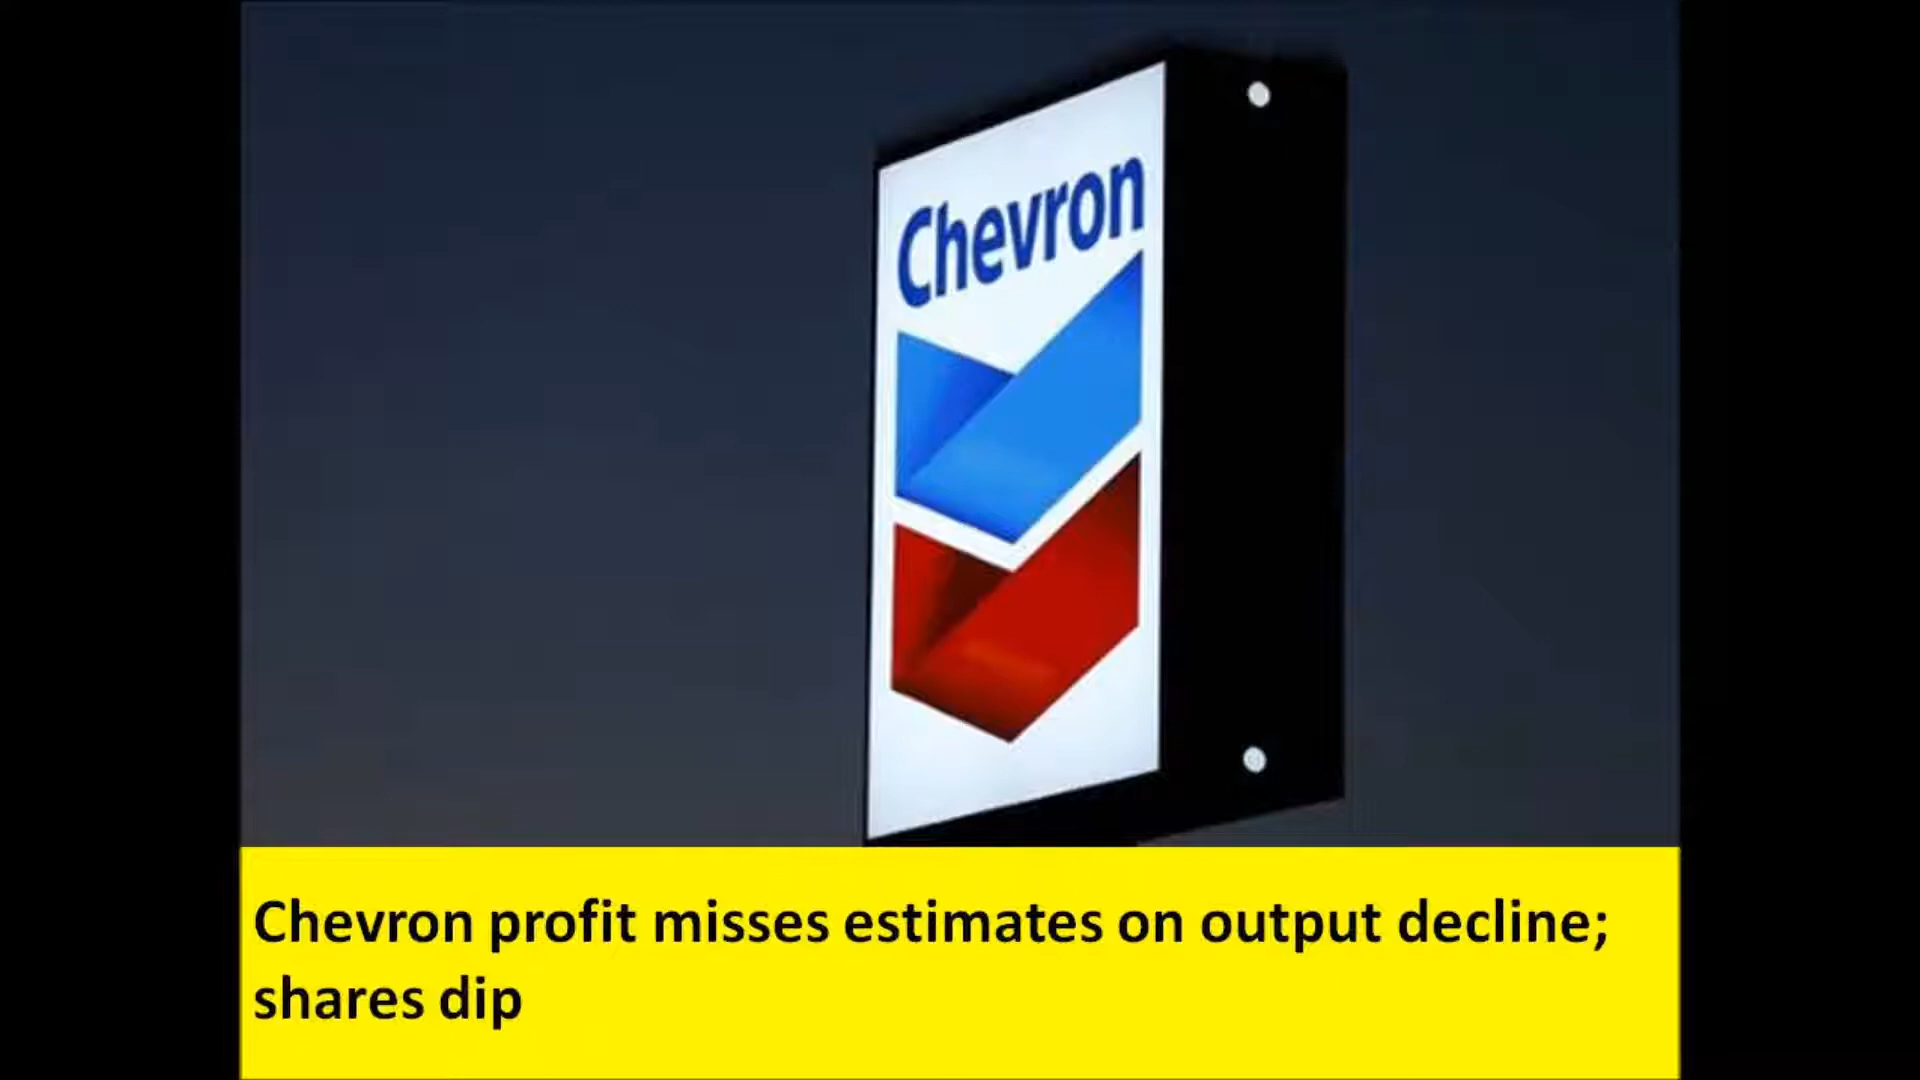 Chevron
Chevron profit misses estimates on output decline;
shares dip